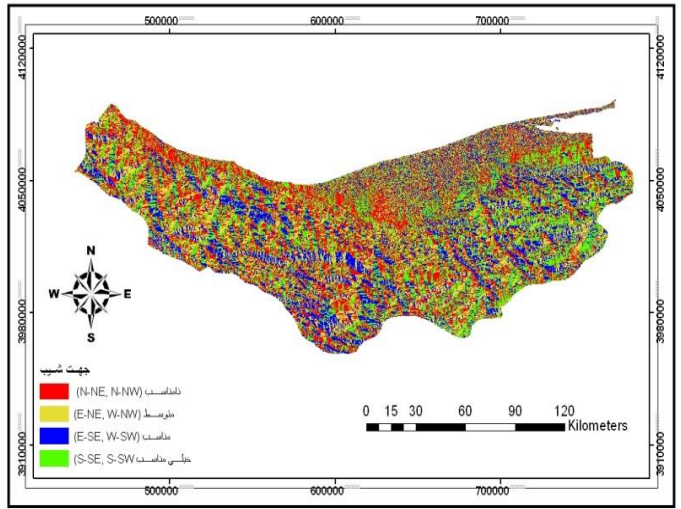 500000 600000 700000
4120000 4120000
4050000 4050000
3980000 3980000
3910000 3910000
N
W E
S
جهت شیب
نامناسب (N-NE, N-NW)
متوسط (E-NE, W-NW)
مناسب (E-SE, W-SW)
خیلی مناسب S-SE, S-SW)
0 15 30 60 90 120
Kilometers
500000 600000 700000